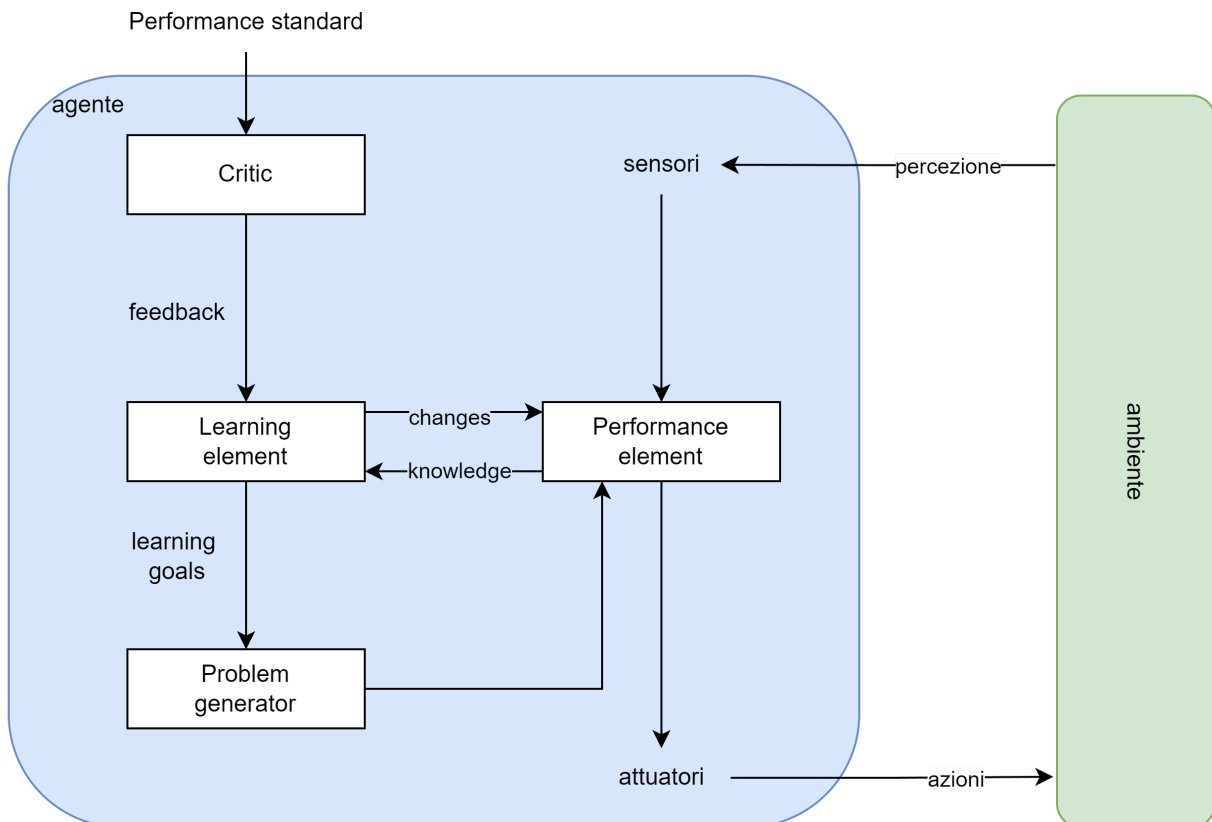 Performance standard
agente
Critic
sensori
percezione
feedback
Learning
element
changes
knowledge
Performance
element
ambiente
learning
goals
Problem
generator
attuatori
azioni